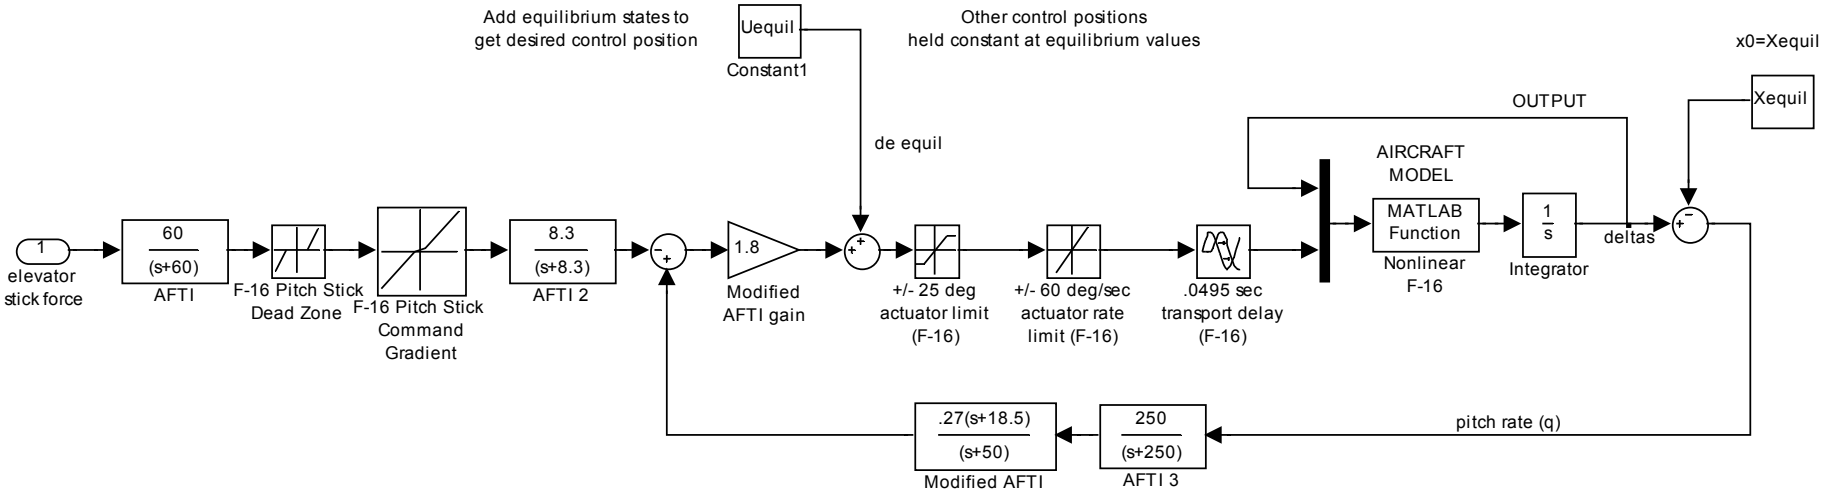 Add equilibrium states to
get desired control position
Uequil
Constant1
Other control positions
held constant at equilibrium values
x0=Xequil
Xequil
OUTPUT
de equil
AIRCRAFT
MODEL
1
elevator
stick force
60
(s+60)
AFTI
F-16 Pitch Stick
Dead Zone
F-16 Pitch Stick
Command
Gradient
8.3
(s+8.3)
AFTI 2
-
+
1.8
Modified
AFTI gain
+
+
+/- 25 deg
actuator limit
(F-16)
+/- 60 deg/sec
actuator rate
limit (F-16)
.0495 sec
transport delay
(F-16)
MATLAB
Function
Nonlinear
F-16
1
s
Integrator
deltas
-
+
pitch rate (q)
.27(s+18.5)
(s+50)
Modified AFTI
250
(s+250)
AFTI 3